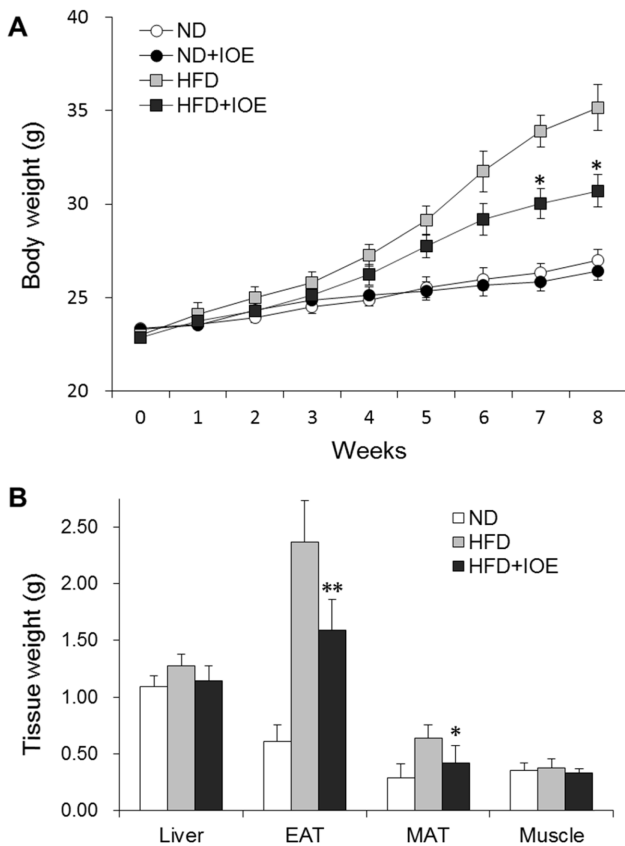 A
ND
ND+IOE
HFD
HFD+IOE
40
35
30
25
20
Body weight (g)
*
*
0 1 2 3 4 5 6 7 8
Weeks
B
ND
HFD
HFD+IOE
2.50
2.00
1.50
1.00
0.50
0.00
Tissue weight (g)
**
*
Liver EAT MAT Muscle